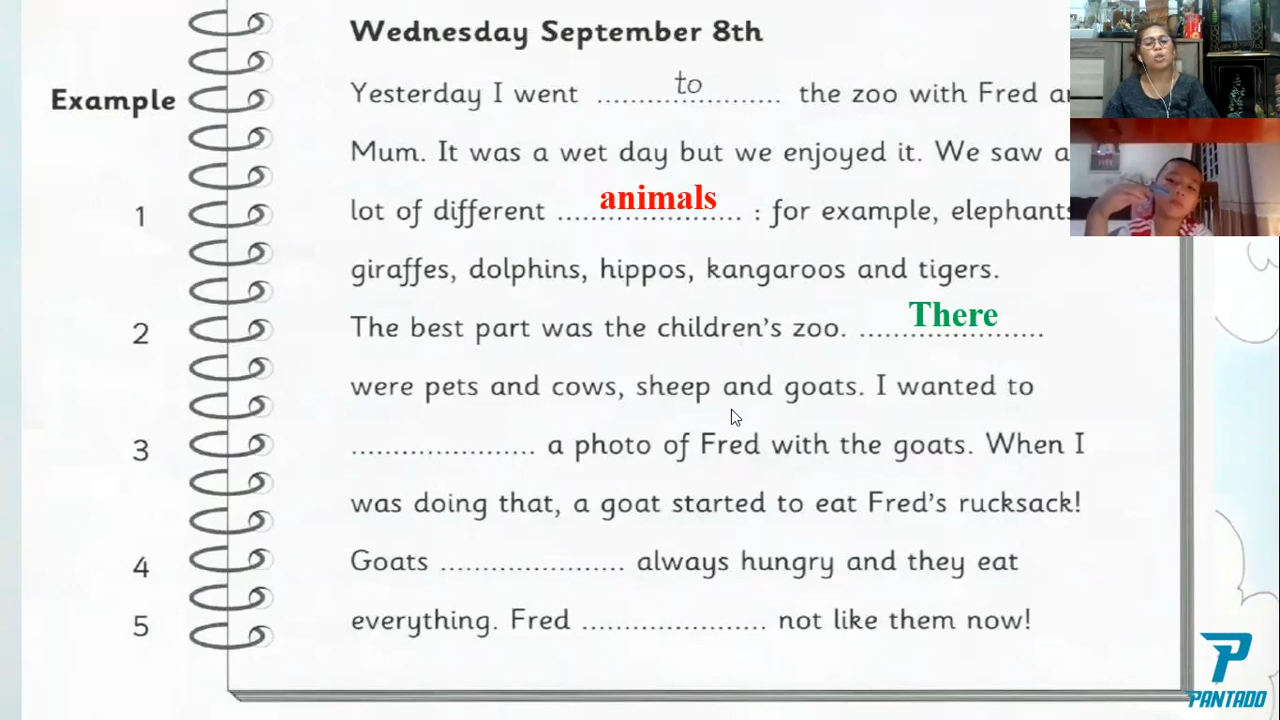 Wednesday September 8th
Example
Yesterday I went ...................... to the zoo with Fred
Mum. It was a wet day but we enjoyed it. We saw a
1 lot of different ...................... animals : for example, elephants
giraffes, dolphins, hippos, kangaroos and tigers.
2 The best part was the children's zoo. ...................... There
were pets and cows, sheep and goats. I wanted to
3 ...................... a photo of Fred with the goats. When I
was doing that, a goat started to eat Fred's rucksack!
4 Goats ...................... always hungry and they eat
5 everything. Fred ...................... not like them now!
PANTADO